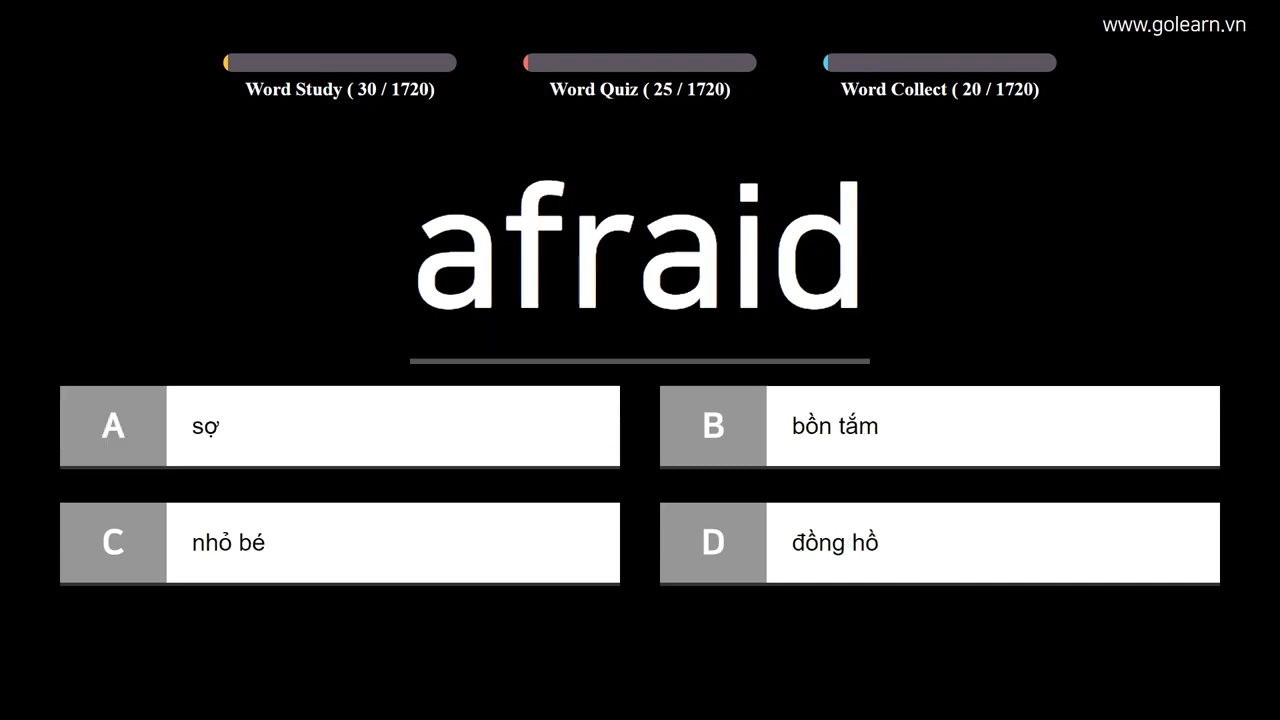 www.golearn.vn
Word Study ( 30 / 1720)
Word Quiz ( 25 / 1720)
Word Collect ( 20 / 1720)
afraid
A sợ
B bồn tắm
C nhỏ bé
D đồng hồ